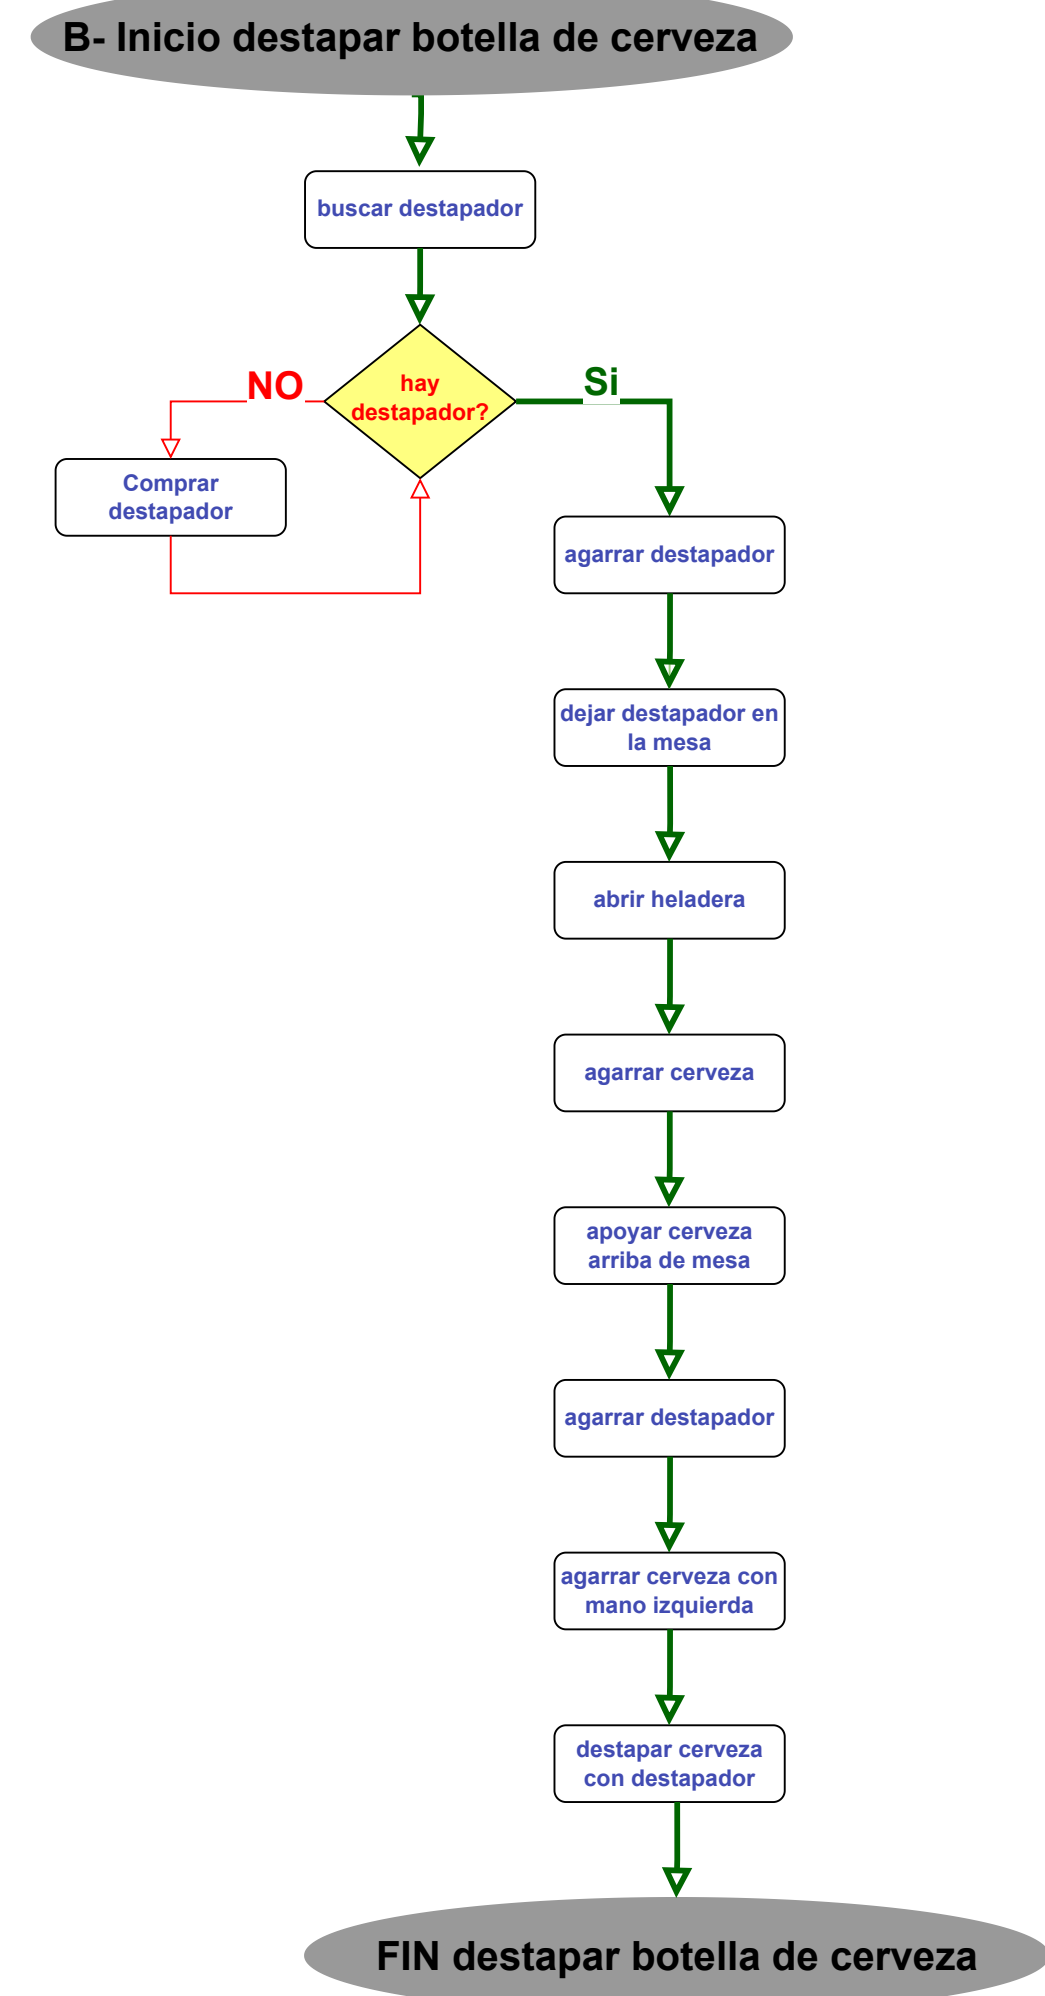 B- Inicio destapar botella de cerveza
buscar destapador
hay
destapador?
NO
Si
Comprar
destapador
agarrar destapador
dejar destapador en
la mesa
abrir heladera
agarrar cerveza
apoyar cerveza
arriba de mesa
agarrar destapador
agarrar cerveza con
mano izquierda
destapar cerveza
con destapador
FIN destapar botella de cerveza